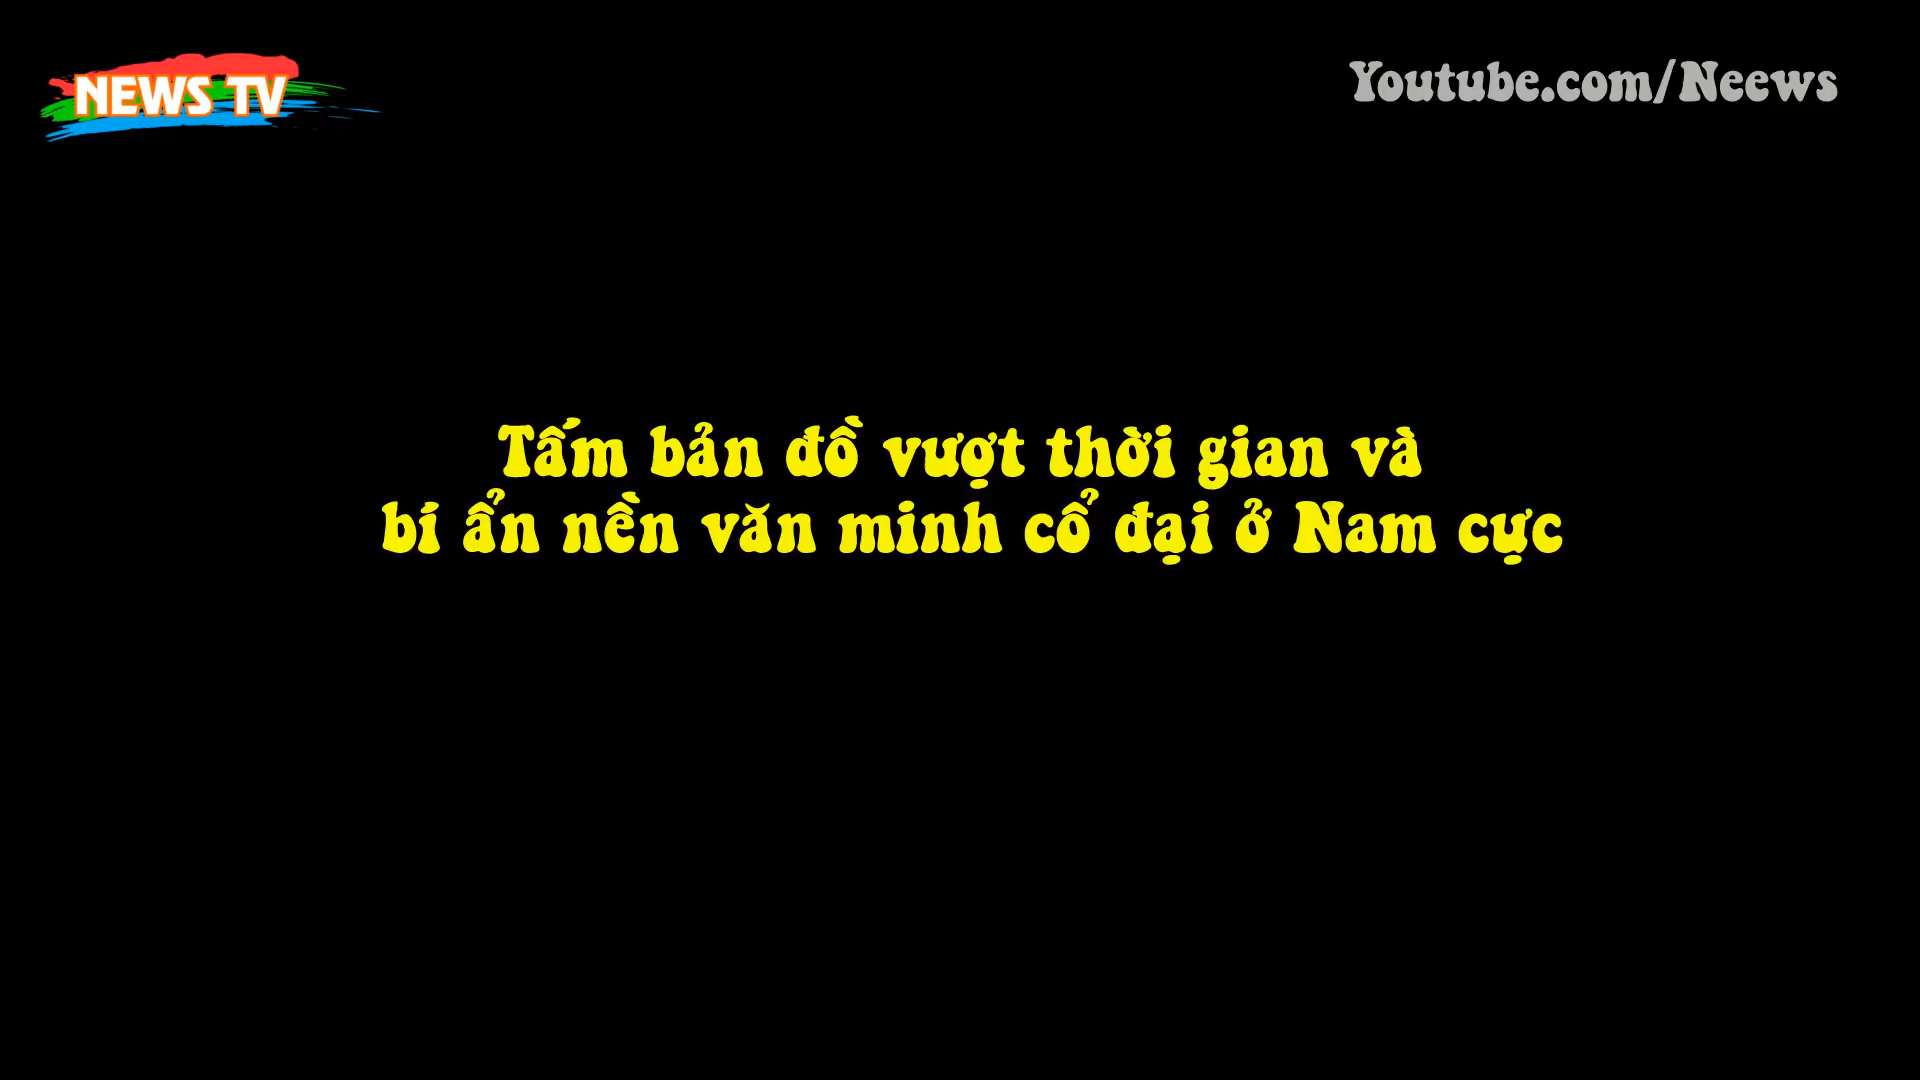 NEWS TV
Youtube.com/Neews
Tấm bản đồ vượt thời gian và
bí ẩn nền văn minh cổ đại ở Nam cực